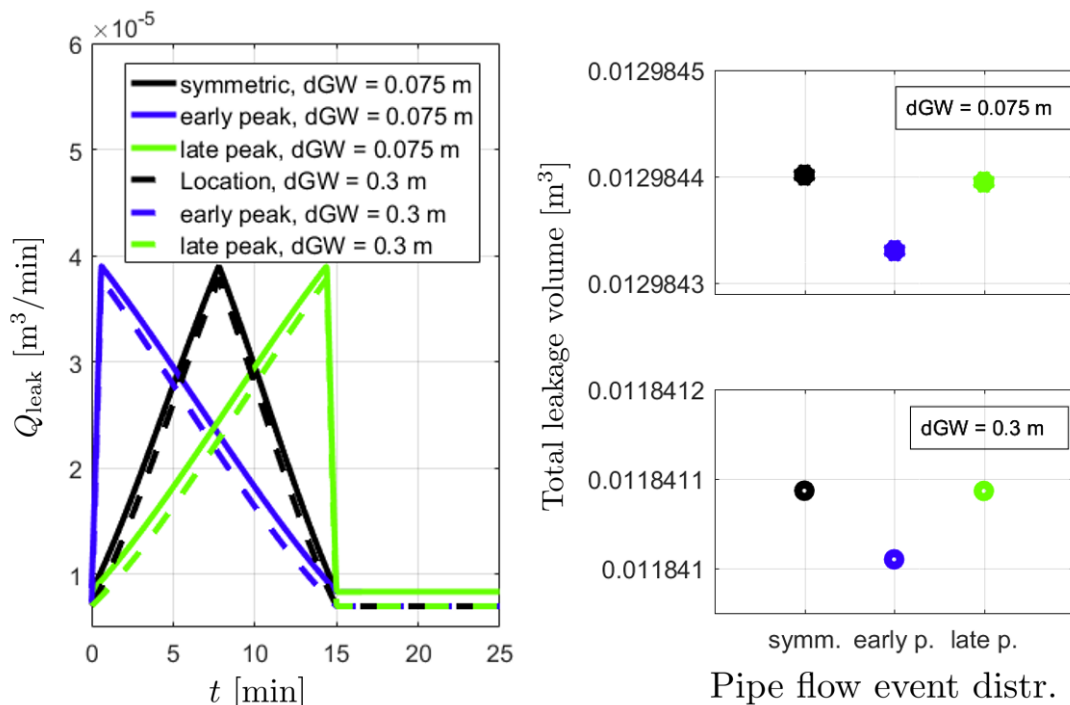 ×10⁻⁵
6
5
4
3
2
1
0
5
10
15
20
25
Q_leak [m³/min]
t [min]
symmetric, dGW = 0.075 m
early peak, dGW = 0.075 m
late peak, dGW = 0.075 m
Location, dGW = 0.3 m
early peak, dGW = 0.3 m
late peak, dGW = 0.3 m
Total leakage volume [m³]
0.0129845
0.0129844
0.0129843
dGW = 0.075 m
0.0118412
0.0118411
0.011841
dGW = 0.3 m
symm. early p. late p.
Pipe flow event distr.